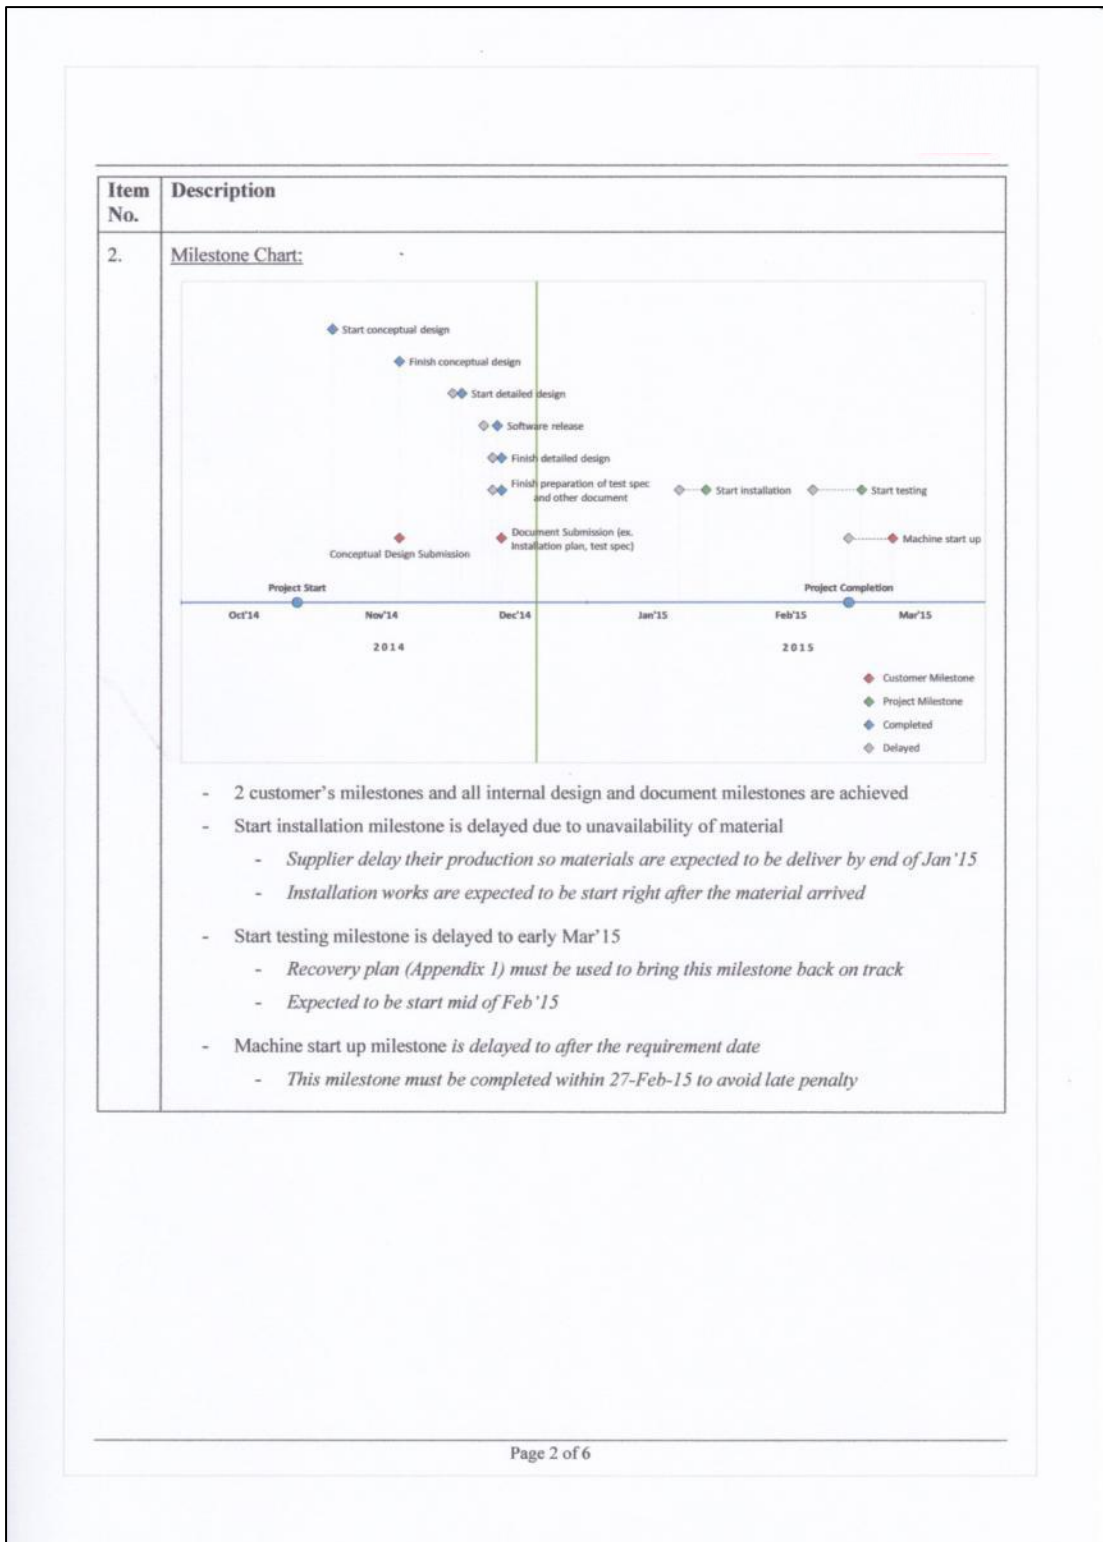 Item No.
Description
2.
Milestone Chart:
Start conceptual design
Finish conceptual design
Start detailed design
Software release
Finish detailed design
Finish preparation of test spec
and other document
Start installation
Start testing
Conceptual Design Submission
Document Submission (ex.
Installation plan, test spec)
Machine start up
Project Start
Project Completion
Oct'14
Nov'14
Dec'14
Jan'15
Feb'15
Mar'15
2014
2015
Customer Milestone
Project Milestone
Completed
Delayed
- 2 customer's milestones and all internal design and document milestones are achieved
- Start installation milestone is delayed due to unavailability of material
- Supplier delay their production so materials are expected to be deliver by end of Jan'15
- Installation works are expected to be start right after the material arrived
- Start testing milestone is delayed to early Mar'15
- Recovery plan (Appendix 1) must be used to bring this milestone back on track
- Expected to be start mid of Feb'15
- Machine start up milestone is delayed to after the requirement date
- This milestone must be completed within 27-Feb-15 to avoid late penalty
Page 2 of 6